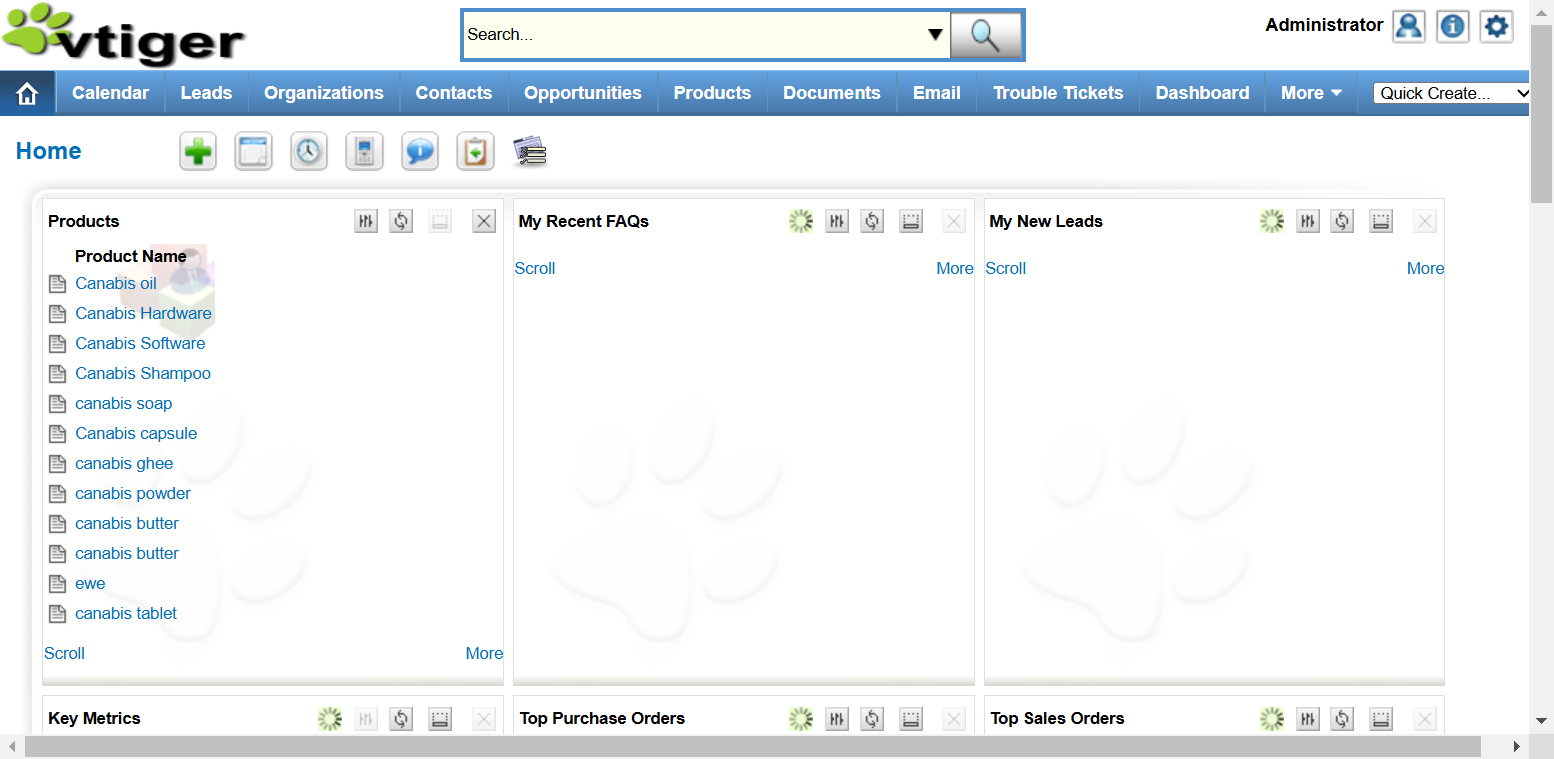 vtiger
Search...
Administrator
Calendar Leads Organizations Contacts Opportunities Products Documents Email Trouble Tickets Dashboard More Quick Create...
Home
Products
Product Name
Canabis oil
Canabis Hardware
Canabis Software
Canabis Shampoo
canabis soap
Canabis capsule
canabis ghee
canabis powder
canabis butter
canabis butter
ewe
canabis tablet
Scroll More
My Recent FAQs
Scroll More
My New Leads
Scroll More
Key Metrics
Top Purchase Orders
Top Sales Orders